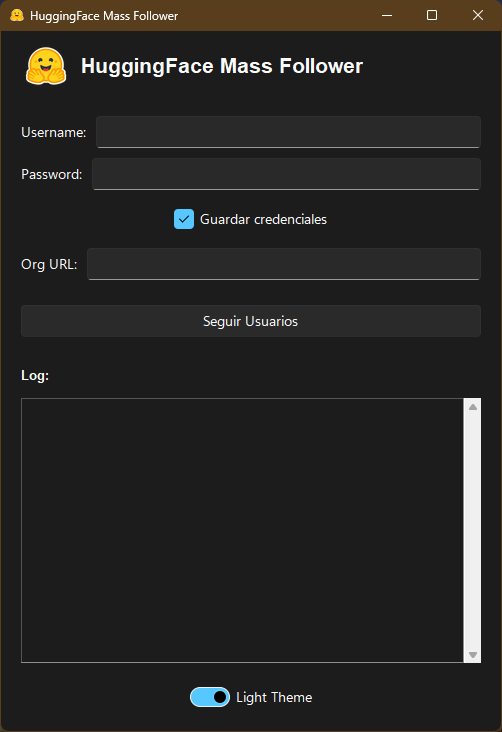 HuggingFace Mass Follower
HuggingFace Mass Follower
Username:
Password:
Guardar credenciales
Org URL:
Seguir Usuarios
Log:
Light Theme